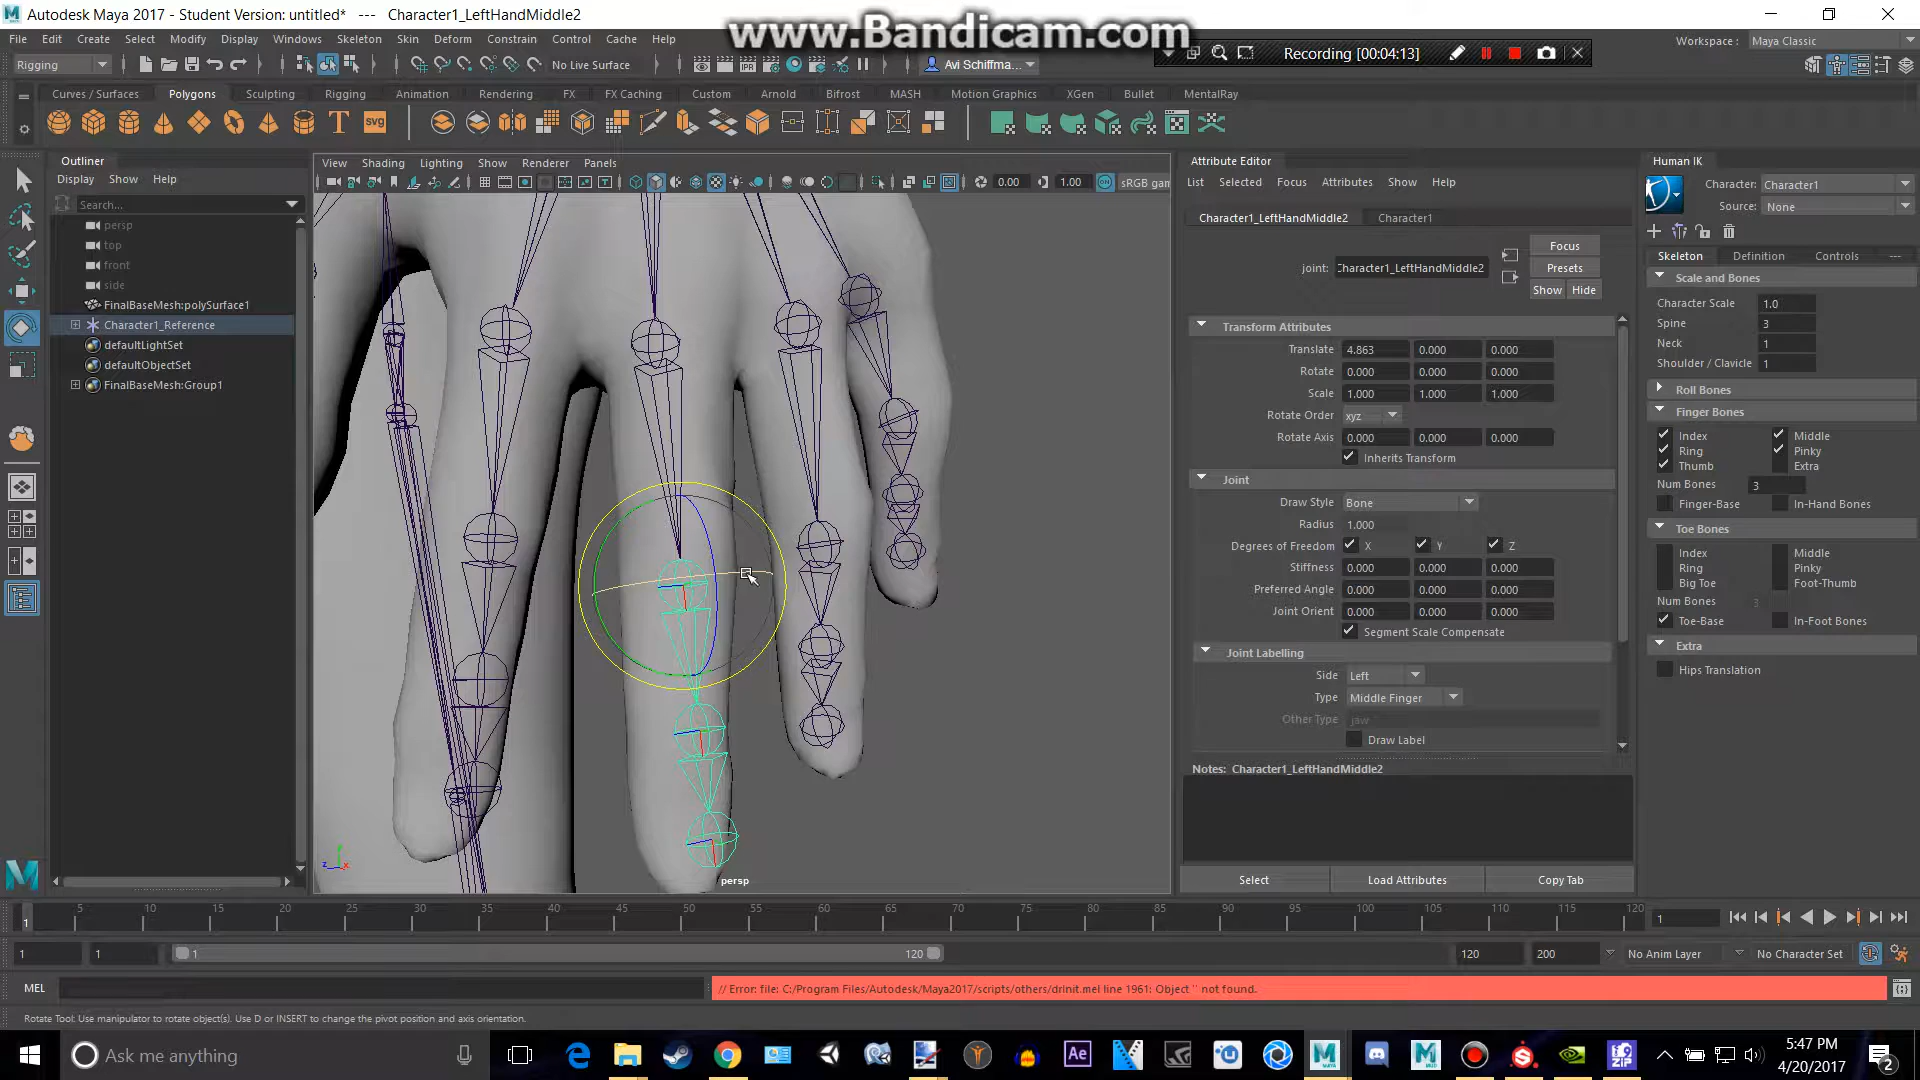 Autodesk Maya 2017 - Student Version: untitled*   ---   Character1_LeftHandMiddle2
www.Bandicam.com
File Edit Create Select Modify Display Windows Skeleton Skin Deform Constrain Control Cache Help
Recording [00:04:13]
Workspace: Maya Classic
Rigging
No Live Surface
Avi Schiffma...
Curves / Surfaces Polygons Sculpting Rigging Animation Rendering FX FX Caching Custom Arnold Bifrost MASH Motion Graphics XGen Bullet MentalRay
T svg
Outliner
Display Show Help
Search...
persp
top
front
side
FinalBaseMesh:polySurface1
Character1_Reference
defaultLightSet
defaultObjectSet
FinalBaseMesh:Group1
View Shading Lighting Show Renderer Panels
0.00 1.00 sRGB gam
persp
Attribute Editor
List Selected Focus Attributes Show Help
Character1_LeftHandMiddle2 Character1
joint: Character1_LeftHandMiddle2
Focus
Presets
Show Hide
Transform Attributes
Translate 4.863 0.000 0.000
Rotate 0.000 0.000 0.000
Scale 1.000 1.000 1.000
Rotate Order xyz
Rotate Axis 0.000 0.000 0.000
Inherits Transform
Joint
Draw Style Bone
Radius 1.000
Degrees of Freedom X Y Z
Stiffness 0.000 0.000 0.000
Preferred Angle 0.000 0.000 0.000
Joint Orient 0.000 0.000 0.000
Segment Scale Compensate
Joint Labelling
Side Left
Type Middle Finger
Other Type jaw
Draw Label
Notes: Character1_LeftHandMiddle2
Select Load Attributes Copy Tab
Human IK
Character: Character1
Source: None
Skeleton Definition Controls
Scale and Bones
Character Scale 1.0
Spine 3
Neck 1
Shoulder / Clavicle 1
Roll Bones
Finger Bones
Index Middle
Ring Pinky
Thumb Extra
Num Bones 3
Finger-Base In-Hand Bones
Toe Bones
Index Middle
Ring Pinky
Big Toe Foot-Thumb
Num Bones 3
Toe-Base In-Foot Bones
Extra
Hips Translation
1 5 10 15 20 25 30 35 40 45 50 55 60 65 70 75 80 85 90 95 100 105 110 115 120 1
1 1 1 120 120 200 No Anim Layer No Character Set
MEL
// Error: file: C:/Program Files/Autodesk/Maya2017/scripts/others/drinit.mel line 1961: Object '' not found.
Rotate Tool: Use manipulator to rotate object(s). Use D or INSERT to change the pivot position and axis orientation.
Ask me anything
5:47 PM
4/20/2017
2